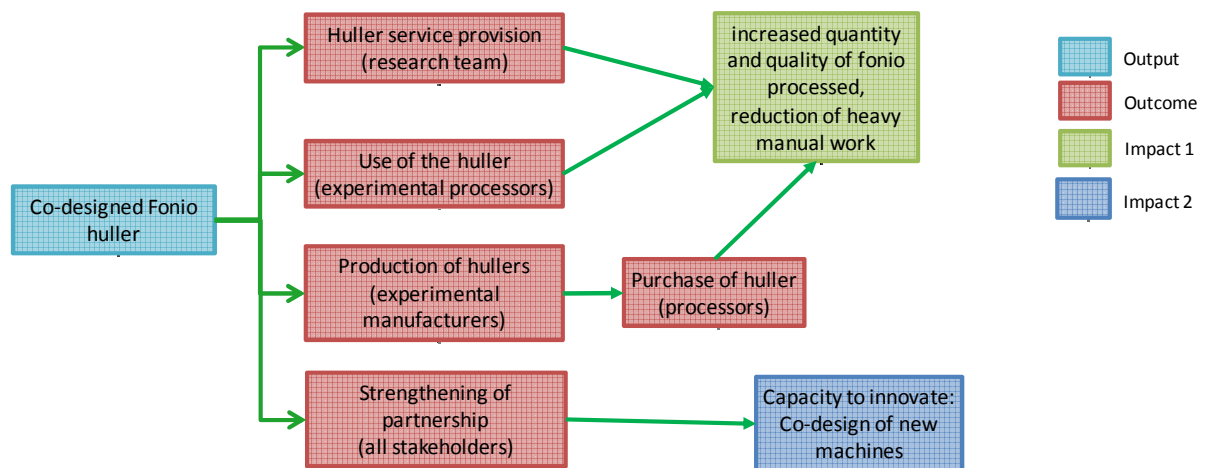 Huller service provision
(research team)
increased quantity
and quality of fonio
processed,
reduction of heavy
manual work
Use of the huller
(experimental processors)
Co-designed Fonio
huller
Production of hullers
(experimental
manufacturers)
Purchase of huller
(processors)
Strengthening of
partnership
(all stakeholders)
Capacity to innovate:
Co-design of new
machines
Output
Outcome
Impact 1
Impact 2